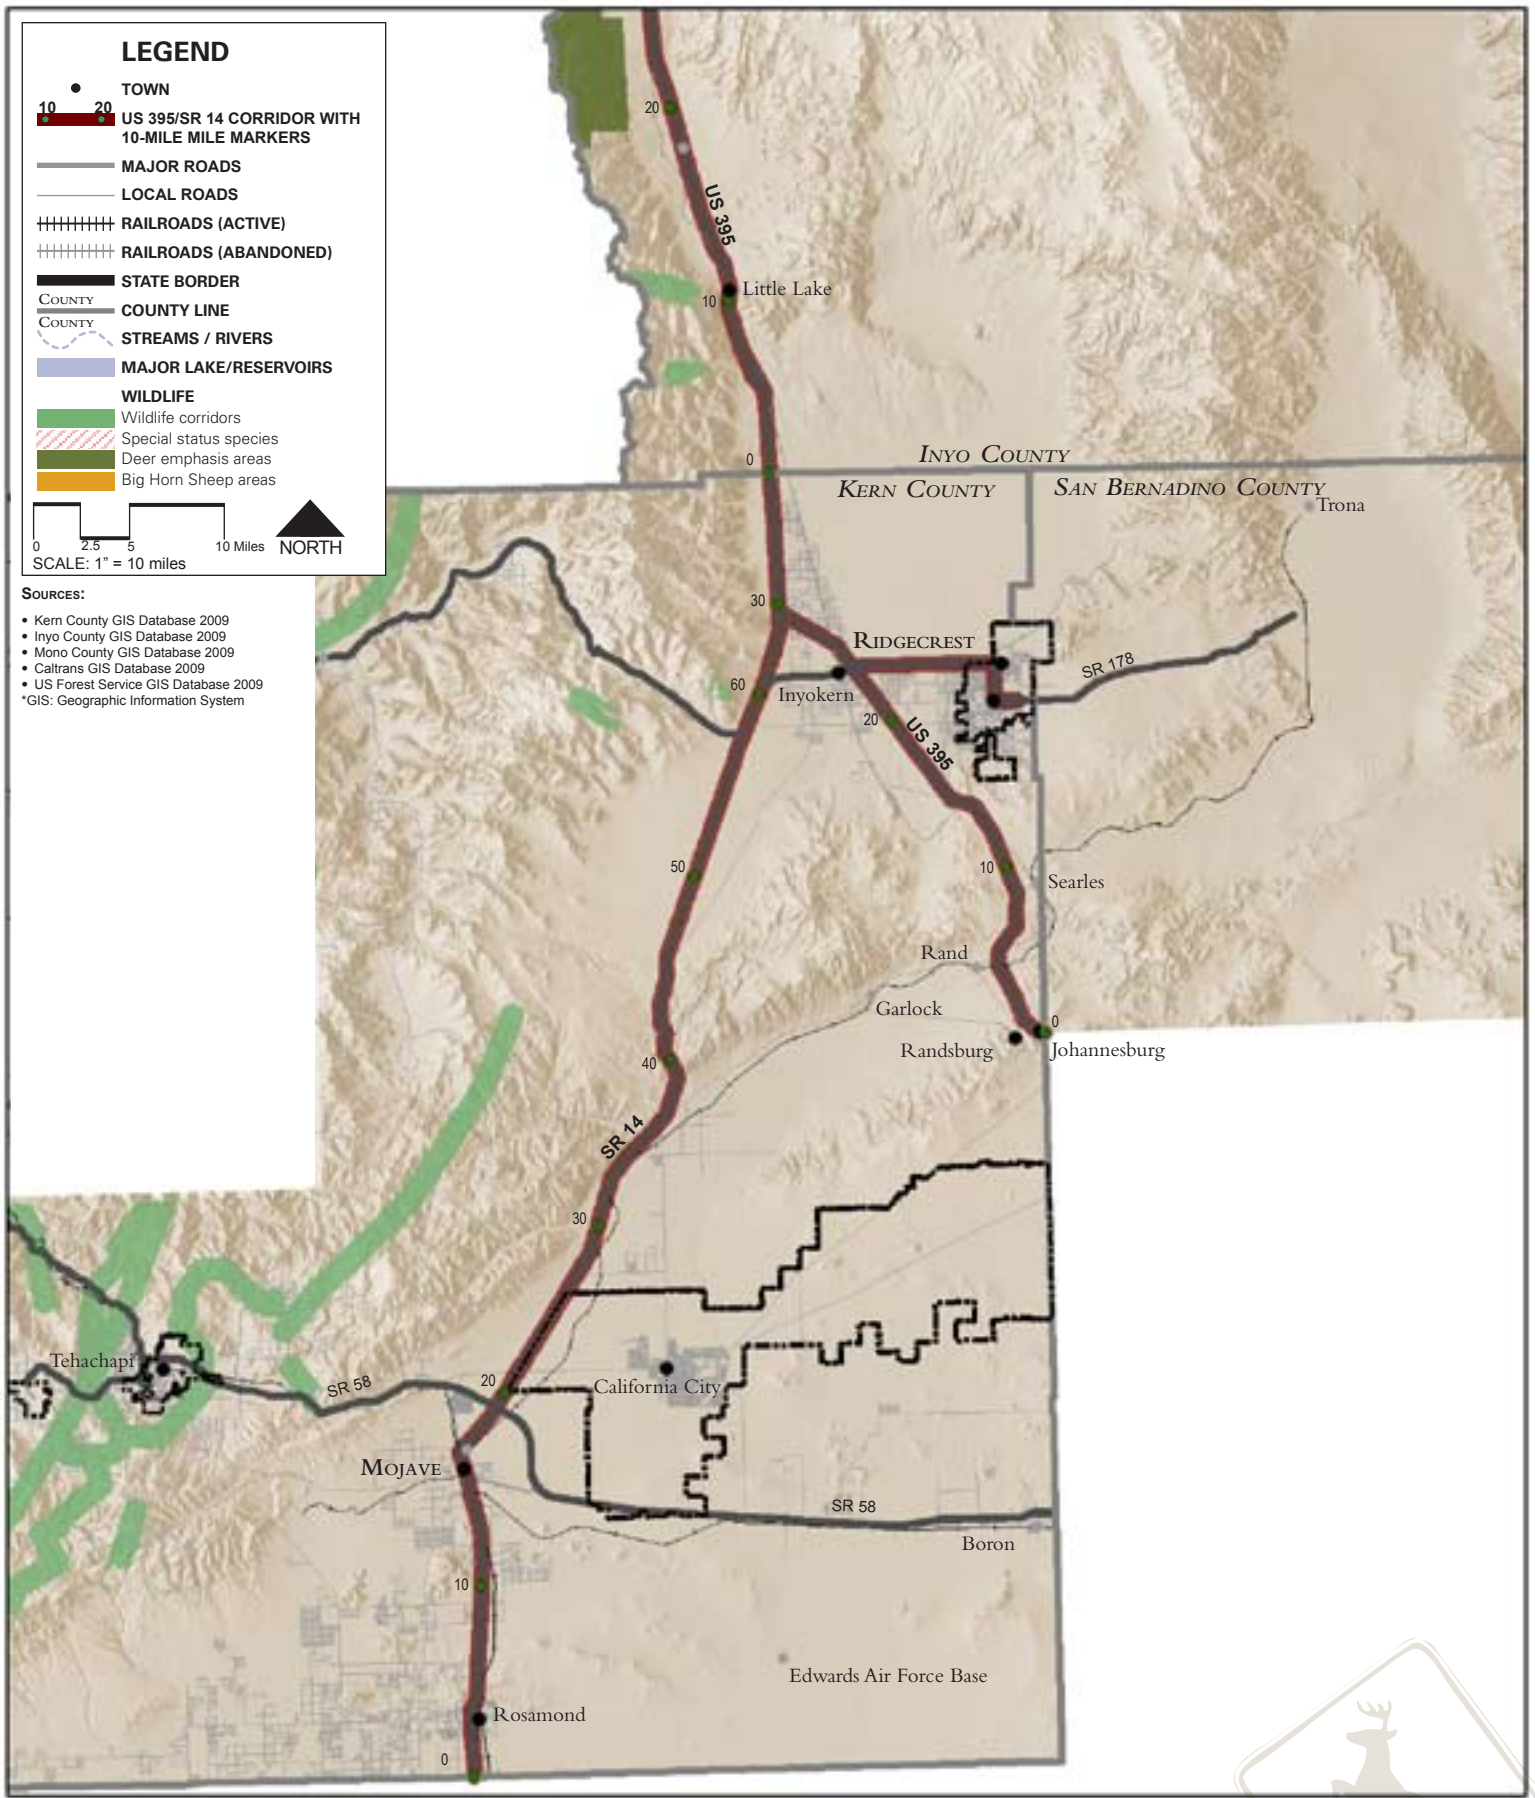 LEGEND
TOWN
10 20
US 395/SR 14 CORRIDOR WITH
10-MILE MILE MARKERS
MAJOR ROADS
LOCAL ROADS
RAILROADS (ACTIVE)
RAILROADS (ABANDONED)
STATE BORDER
COUNTY
COUNTY LINE
COUNTY
STREAMS / RIVERS
MAJOR LAKE/RESERVOIRS
WILDLIFE
Wildlife corridors
Special status species
Deer emphasis areas
Big Horn Sheep areas
0 2.5 5 10 Miles
NORTH
SCALE: 1" = 10 miles
SOURCES:
• Kern County GIS Database 2009
• Inyo County GIS Database 2009
• Mono County GIS Database 2009
• Caltrans GIS Database 2009
• US Forest Service GIS Database 2009
*GIS: Geographic Information System
20
US 395
Little Lake
10
0
INYO COUNTY
KERN COUNTY
SAN BERNADINO COUNTY
Trona
30
RIDGECREST
SR 178
60
Inyokern
20
US 395
50
10
Searles
Rand
Garlock
0
Randsburg
Johannesburg
40
SR 14
30
Tehachapi
SR 58
20
California City
MOJAVE
SR 58
Boron
10
Edwards Air Force Base
Rosamond
0